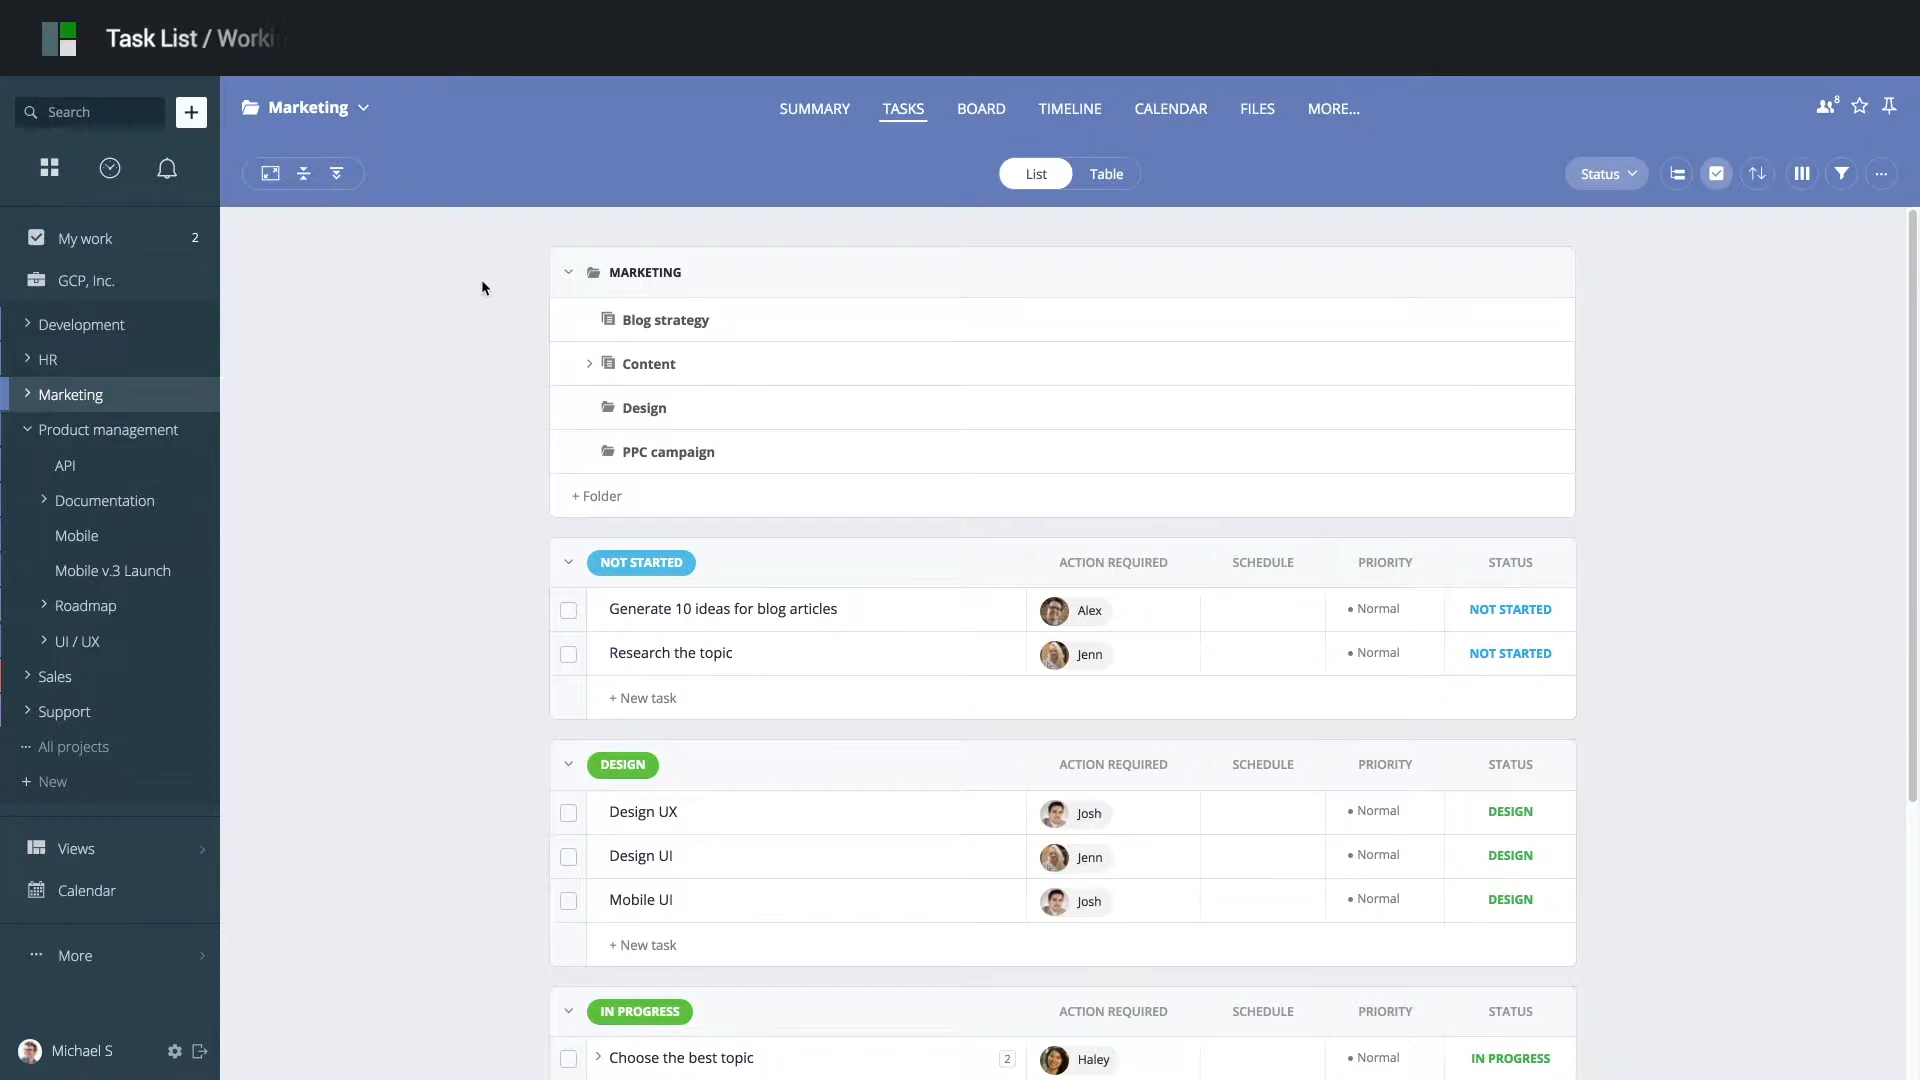 Task List / Worki
Search
+
Marketing
SUMMARY
TASKS
BOARD
TIMELINE
CALENDAR
FILES
MORE...
8
List
Table
Status
My work
2
GCP, Inc.
Development
HR
Marketing
Product management
API
Documentation
Mobile
Mobile v.3 Launch
Roadmap
UI / UX
Sales
Support
All projects
+ New
Views
Calendar
More
Michael S
MARKETING
Blog strategy
Content
Design
PPC campaign
+ Folder
NOT STARTED ACTION REQUIRED SCHEDULE PRIORITY STATUS
Generate 10 ideas for blog articles Alex • Normal NOT STARTED
Research the topic Jenn • Normal NOT STARTED
+ New task
DESIGN ACTION REQUIRED SCHEDULE PRIORITY STATUS
Design UX Josh • Normal DESIGN
Design UI Jenn • Normal DESIGN
Mobile UI Josh • Normal DESIGN
+ New task
IN PROGRESS ACTION REQUIRED SCHEDULE PRIORITY STATUS
Choose the best topic 2 Haley • Normal IN PROGRESS